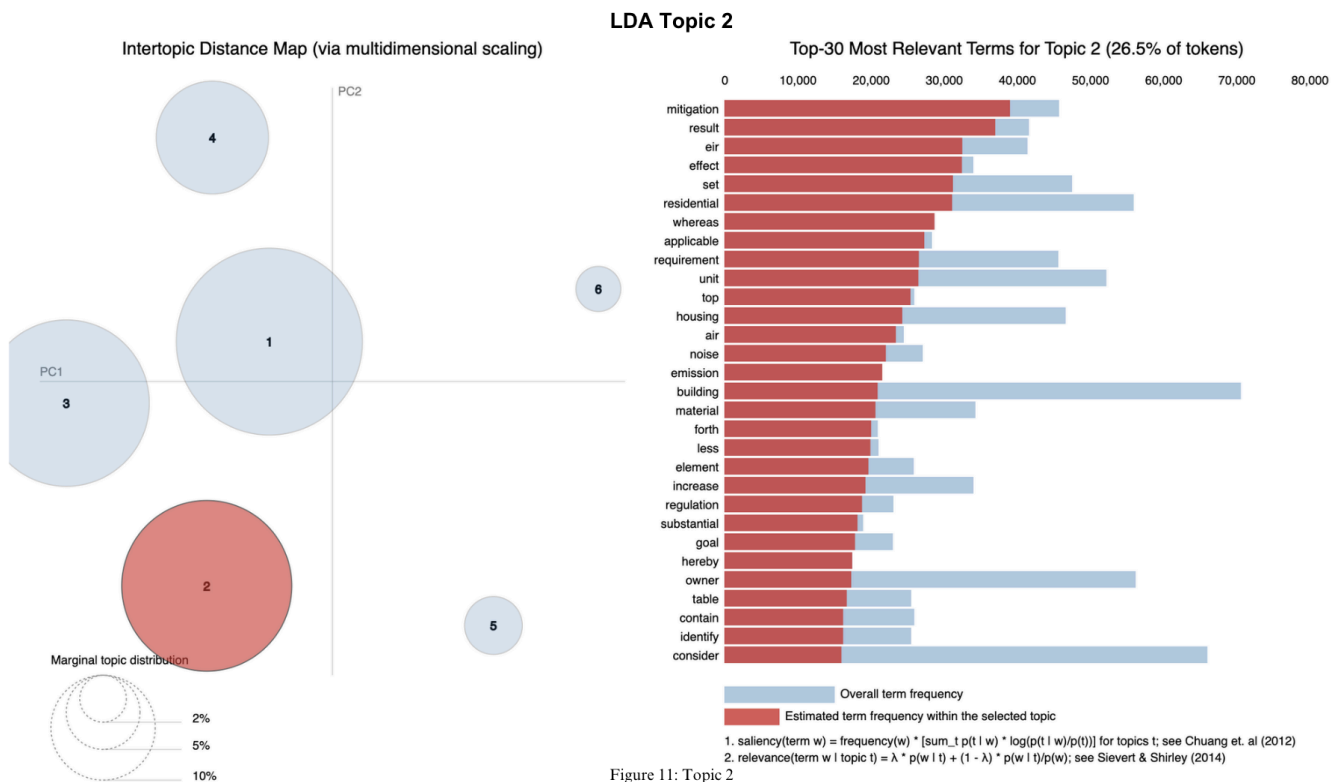 LDA Topic 2
Intertopic Distance Map (via multidimensional scaling)
PC2
4
6
1
PC1
3
2
5
Marginal topic distribution
2%
5%
10%
Top-30 Most Relevant Terms for Topic 2 (26.5% of tokens)
0 10,000 20,000 30,000 40,000 50,000 60,000 70,000 80,000
mitigation
result
eir
effect
set
residential
whereas
applicable
requirement
unit
top
housing
air
noise
emission
building
material
forth
less
element
increase
regulation
substantial
goal
hereby
owner
table
contain
identify
consider
Overall term frequency
Estimated term frequency within the selected topic
1. saliency(term w) = frequency(w) * [sum_t p(t | w) * log(p(t | w)/p(t))] for topics t; see Chuang et. al (2012)
2. relevance(term w | topic t) = λ * p(w | t) + (1 - λ) * p(w | t)/p(w); see Sievert & Shirley (2014)
Figure 11: Topic 2